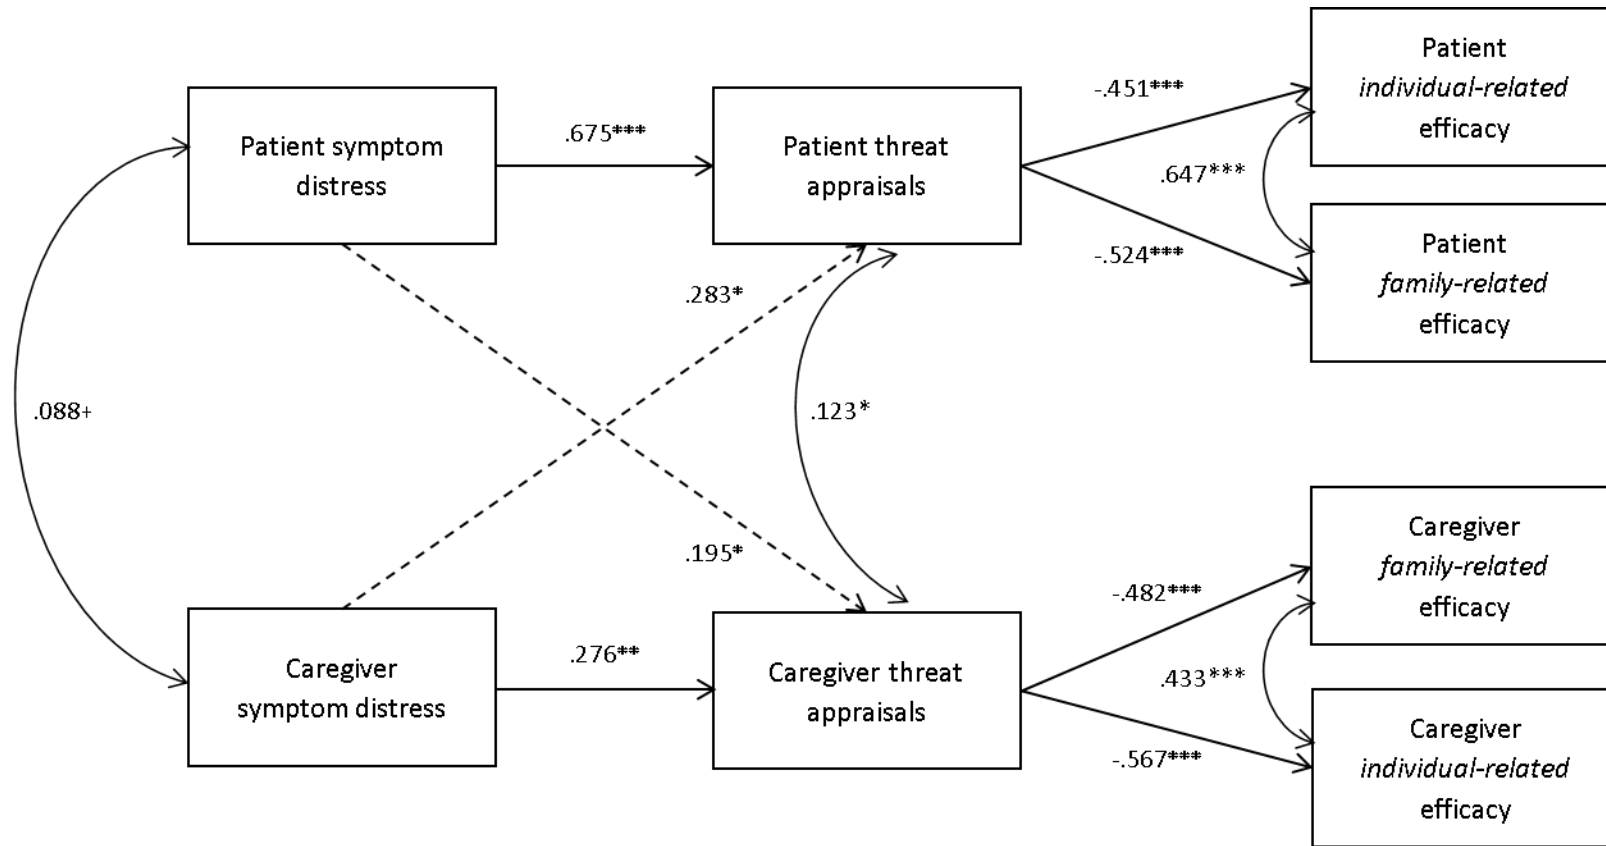 Patient
individual-related
efficacy
-.451***
Patient symptom
distress
.675***
Patient threat
appraisals
.647***
-.524***
Patient
family-related
efficacy
.283*
.088+
.123*
.195*
Caregiver
family-related
efficacy
-.482***
Caregiver
symptom distress
.276**
Caregiver threat
appraisals
.433***
-.567***
Caregiver
individual-related
efficacy